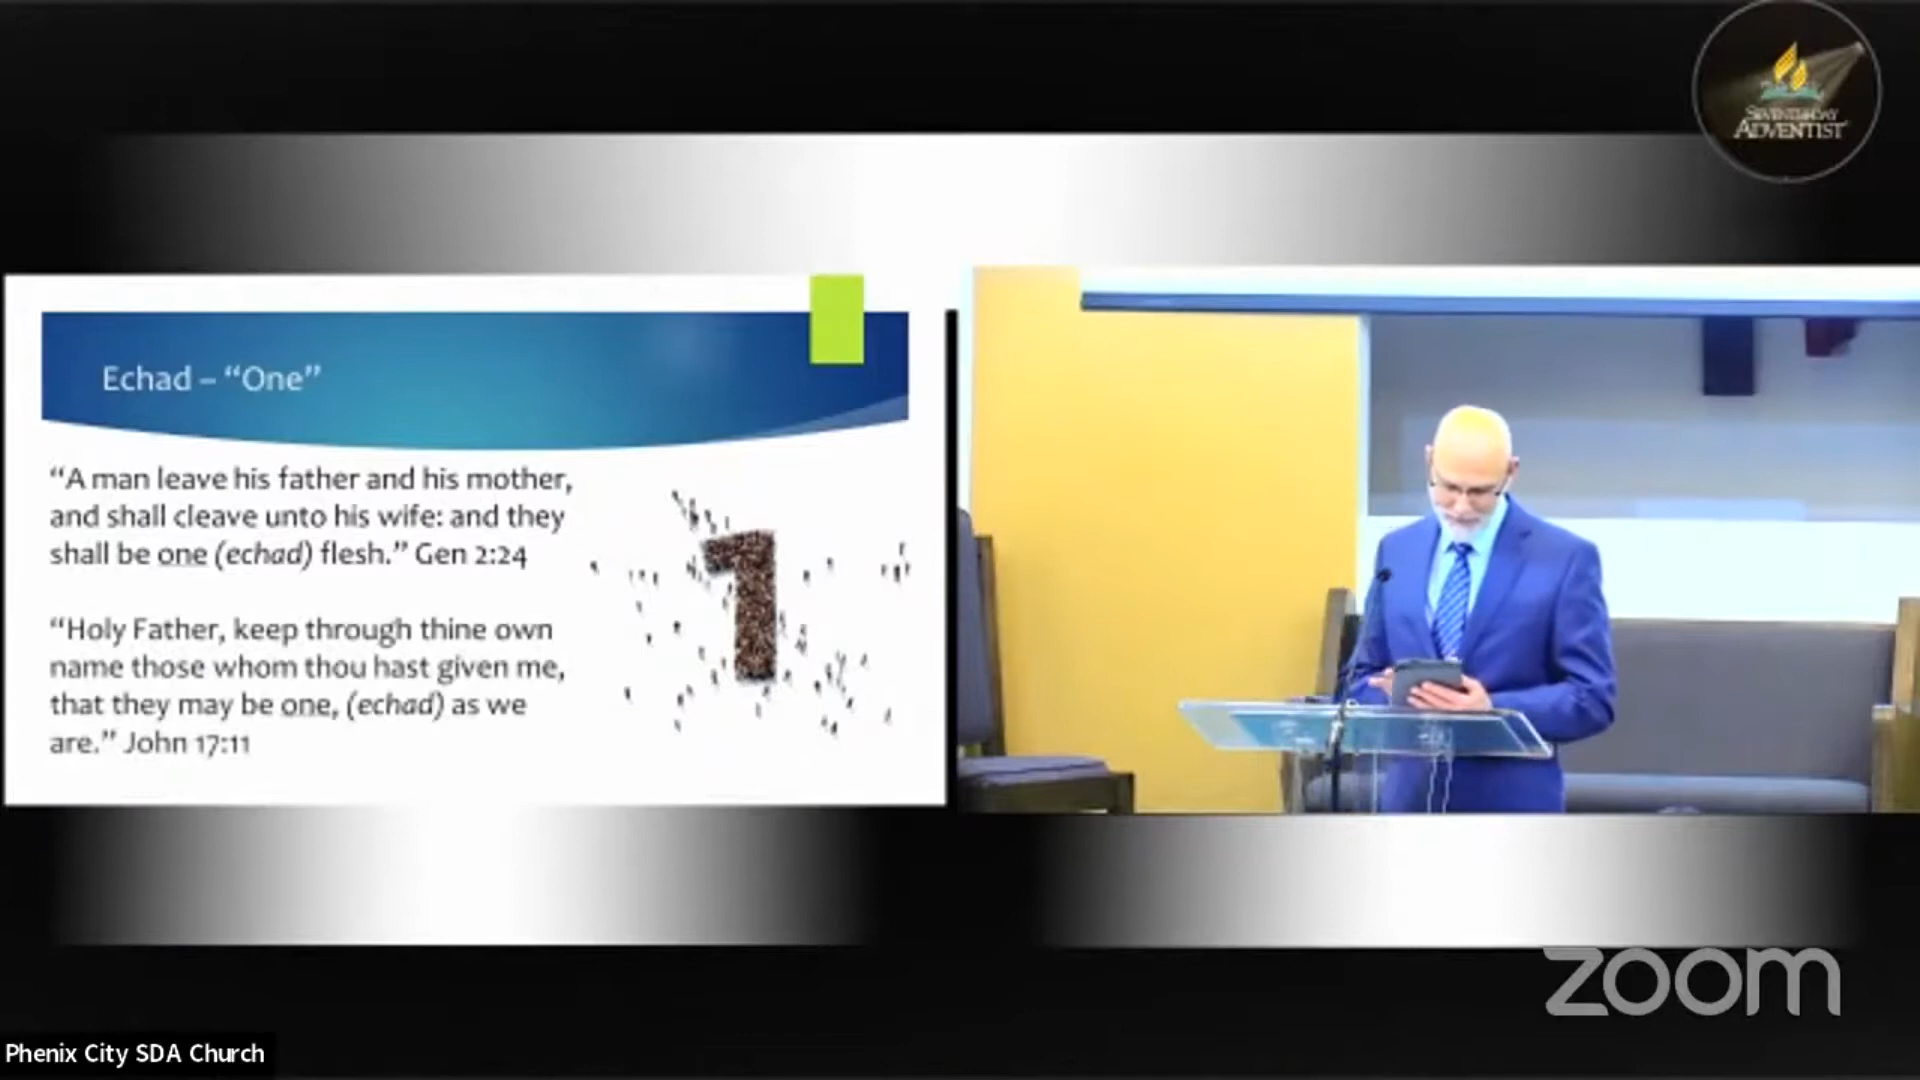 SEVENTH-DAY
ADVENTIST
Echad – “One”
“A man leave his father and his mother,
and shall cleave unto his wife: and they
shall be one (echad) flesh.” Gen 2:24
“Holy Father, keep through thine own
name those whom thou hast given me,
that they may be one, (echad) as we
are.” John 17:11
zoom
Phenix City SDA Church